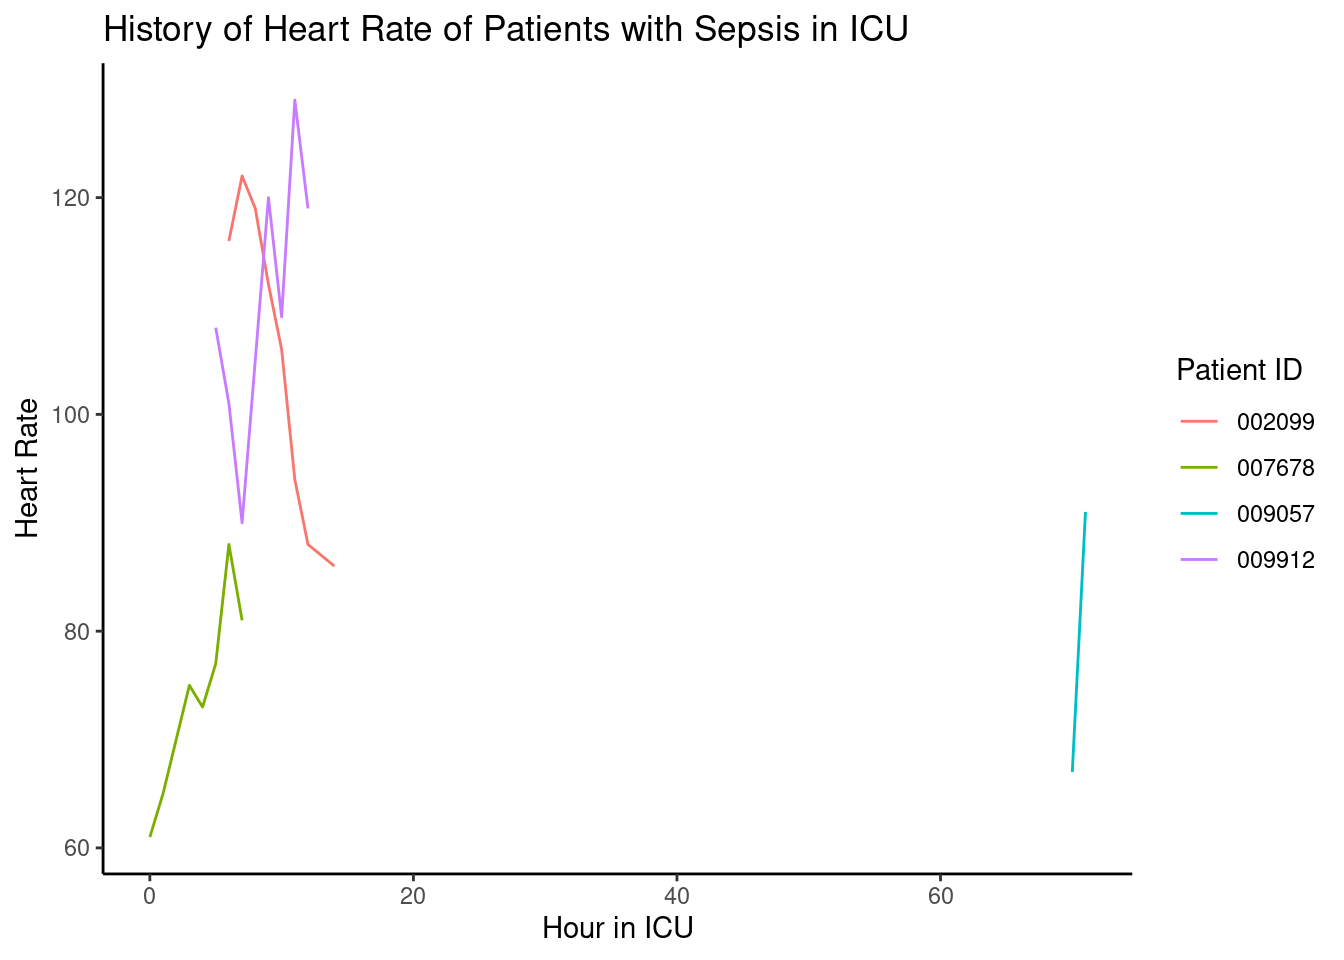 History of Heart Rate of Patients with Sepsis in ICU
120
100
80
60
Heart Rate
0 20 40 60
Hour in ICU
Patient ID
002099
007678
009057
009912